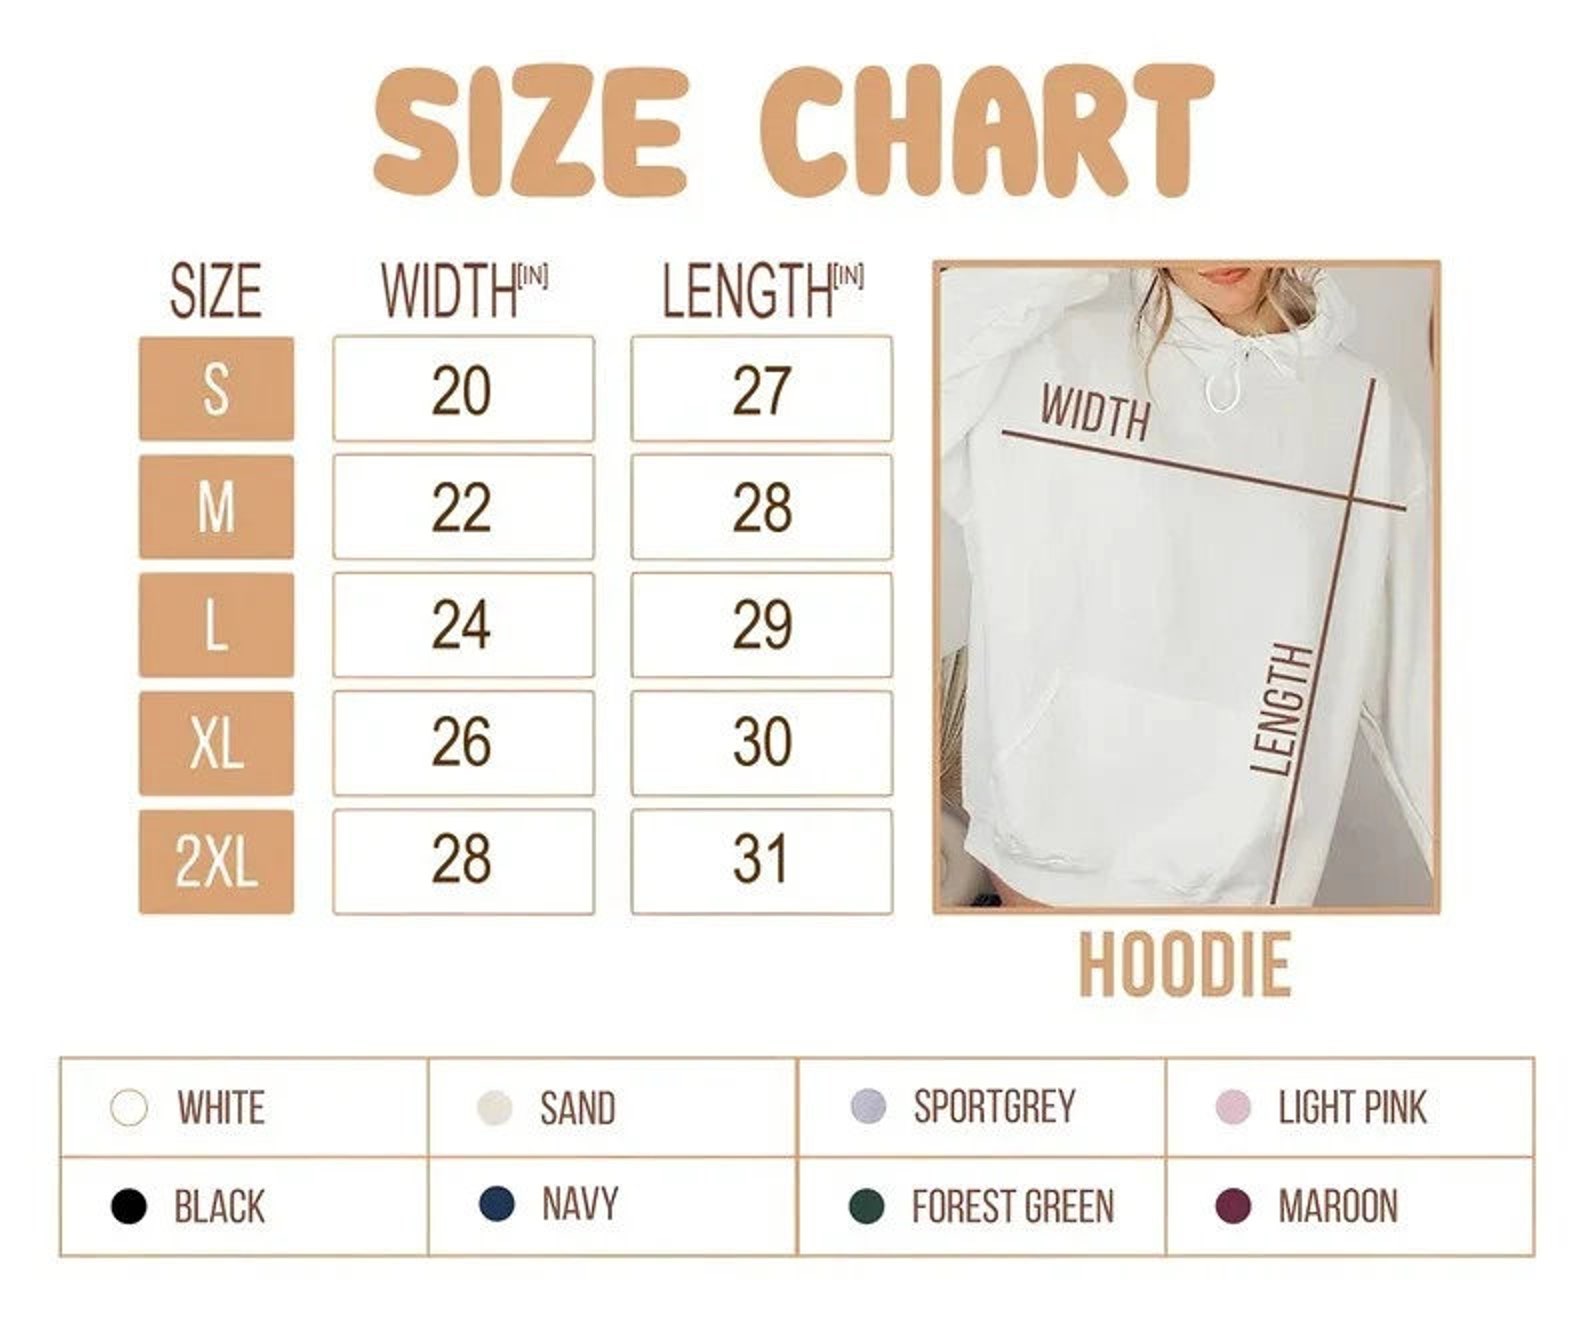 SIZE CHART
SIZE WIDTH[IN] LENGTH[IN]
S 20 27
M 22 28
L 24 29
XL 26 30
2XL 28 31
WIDTH
LENGTH
HOODIE
WHITE SAND SPORTGREY LIGHT PINK
BLACK NAVY FOREST GREEN MAROON